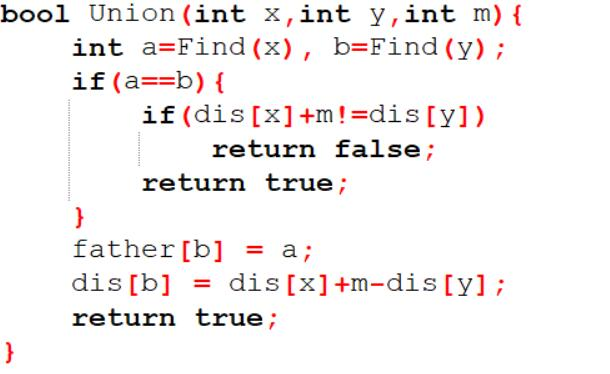 bool Union(int x,int y,int m){
    int a=Find(x), b=Find(y);
    if(a==b){
        if(dis[x]+m!=dis[y])
            return false;
        return true;
    }
    father[b] = a;
    dis[b] = dis[x]+m-dis[y];
    return true;
}